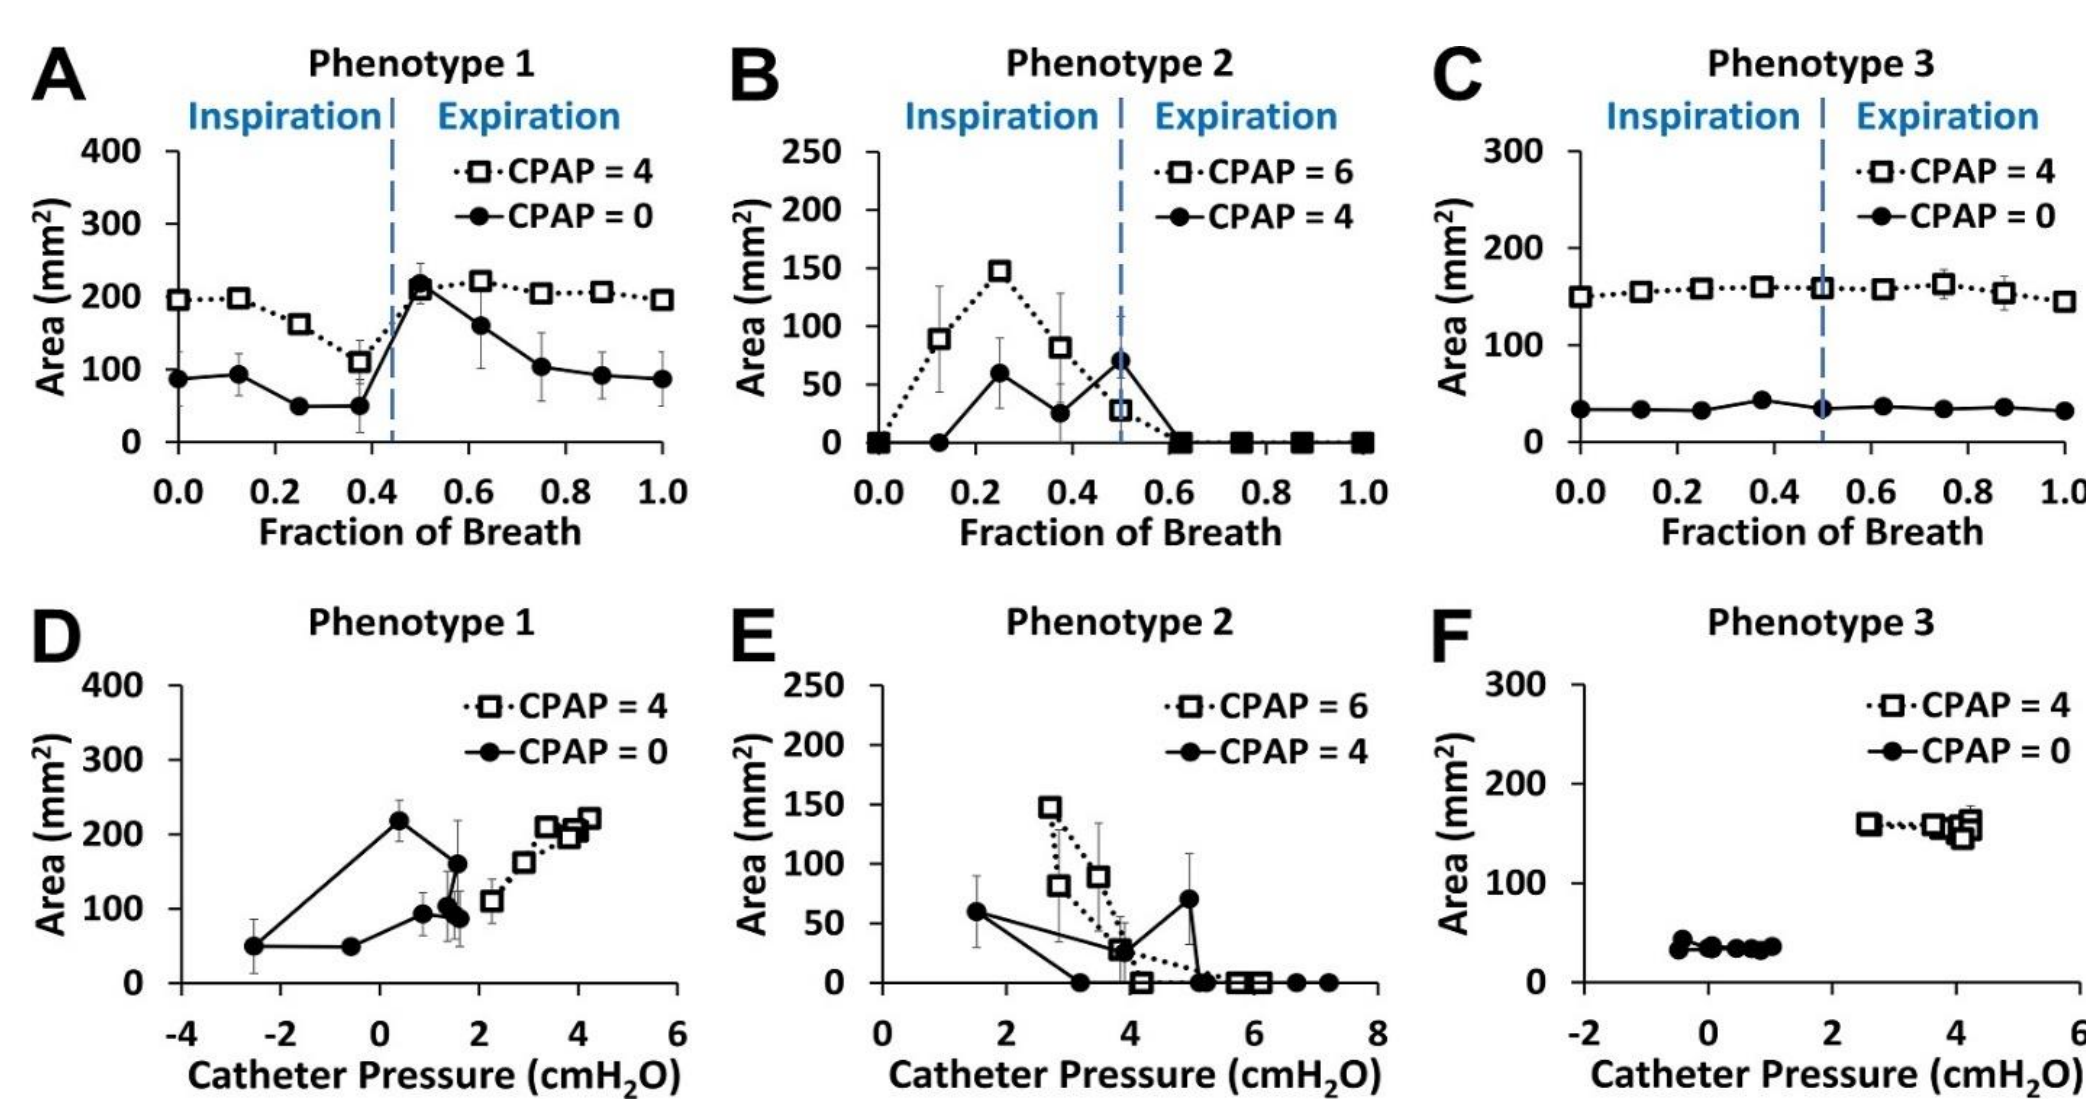 A
Phenotype 1
Inspiration
Expiration
CPAP = 4
CPAP = 0
Area (mm²)
400
300
200
100
0
0.0 0.2 0.4 0.6 0.8 1.0
Fraction of Breath
B
Phenotype 2
Inspiration
Expiration
CPAP = 6
CPAP = 4
Area (mm²)
250
200
150
100
50
0
0.0 0.2 0.4 0.6 0.8 1.0
Fraction of Breath
C
Phenotype 3
Inspiration
Expiration
CPAP = 4
CPAP = 0
Area (mm²)
300
200
100
0
0.0 0.2 0.4 0.6 0.8 1.0
Fraction of Breath
D
Phenotype 1
CPAP = 4
CPAP = 0
Area (mm²)
400
300
200
100
0
-4 -2 0 2 4 6
Catheter Pressure (cmH₂O)
E
Phenotype 2
CPAP = 6
CPAP = 4
Area (mm²)
250
200
150
100
50
0
0 2 4 6 8
Catheter Pressure (cmH₂O)
F
Phenotype 3
CPAP = 4
CPAP = 0
Area (mm²)
300
200
100
0
-2 0 2 4 6
Catheter Pressure (cmH₂O)